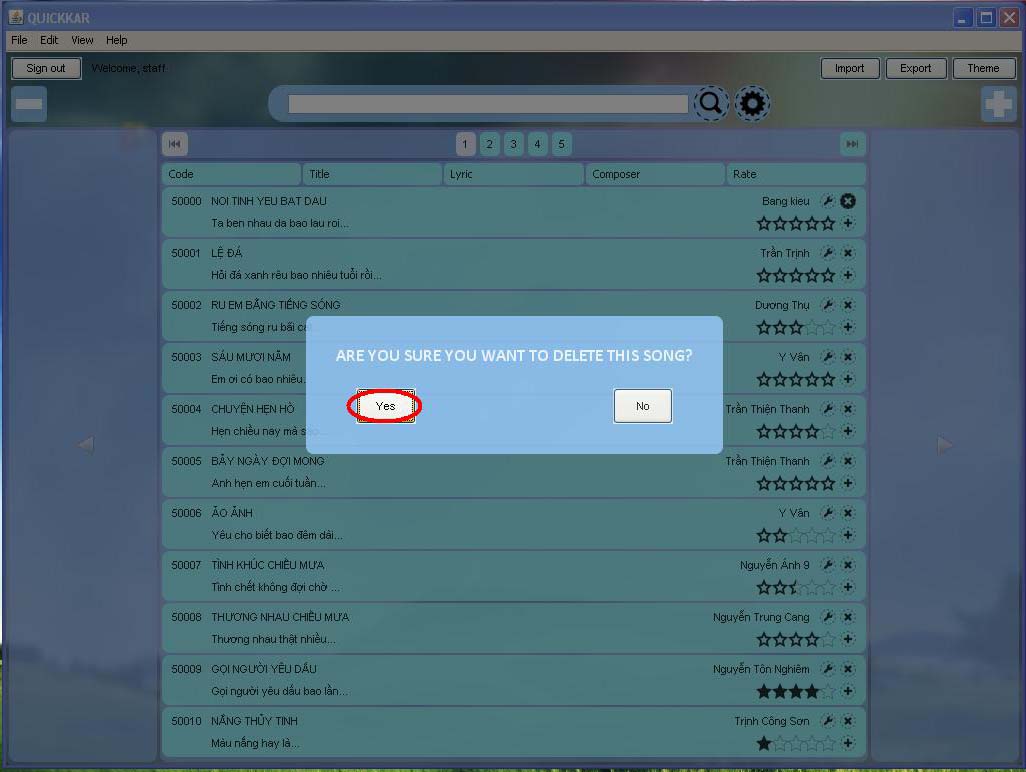 QUICKKAR
File Edit View Help
Sign out Welcome, staff Import Export Theme
1 2 3 4 5
Code Title Lyric Composer Rate
50000 NOI TINH YEU BAT DAU Bang kieu
Ta ben nhau da bao lau roi...
50001 LỆ ĐÁ Trần Trịnh
Hỏi đá xanh rêu bao nhiêu tuổi rồi...
50002 RU EM BẰNG TIẾNG SÓNG Dương Thụ
Tiếng sóng ru bãi cát
50003 SÁU MƯƠI NĂM Y Vân
Em ơi có bao nhiêu
ARE YOU SURE YOU WANT TO DELETE THIS SONG?
Yes No
50004 CHUYỆN HẸN HÒ Trần Thiện Thanh
Hẹn chiều nay mà sao
50005 BẢY NGÀY ĐỢI MONG Trần Thiện Thanh
Anh hẹn em cuối tuần...
50006 ẢO ẢNH Y Vân
Yêu cho biết bao đêm dài...
50007 TÌNH KHÚC CHIỀU MƯA Nguyễn Ánh 9
Tình chết không đợi chờ ...
50008 THƯƠNG NHAU CHIỀU MƯA Nguyễn Trung Cang
Thương nhau thật nhiều...
50009 GỌI NGƯỜI YÊU DẤU Nguyễn Tôn Nghiêm
Gọi người yêu dấu bao lần...
50010 NẮNG THỦY TINH Trịnh Công Sơn
Màu nắng hay là...